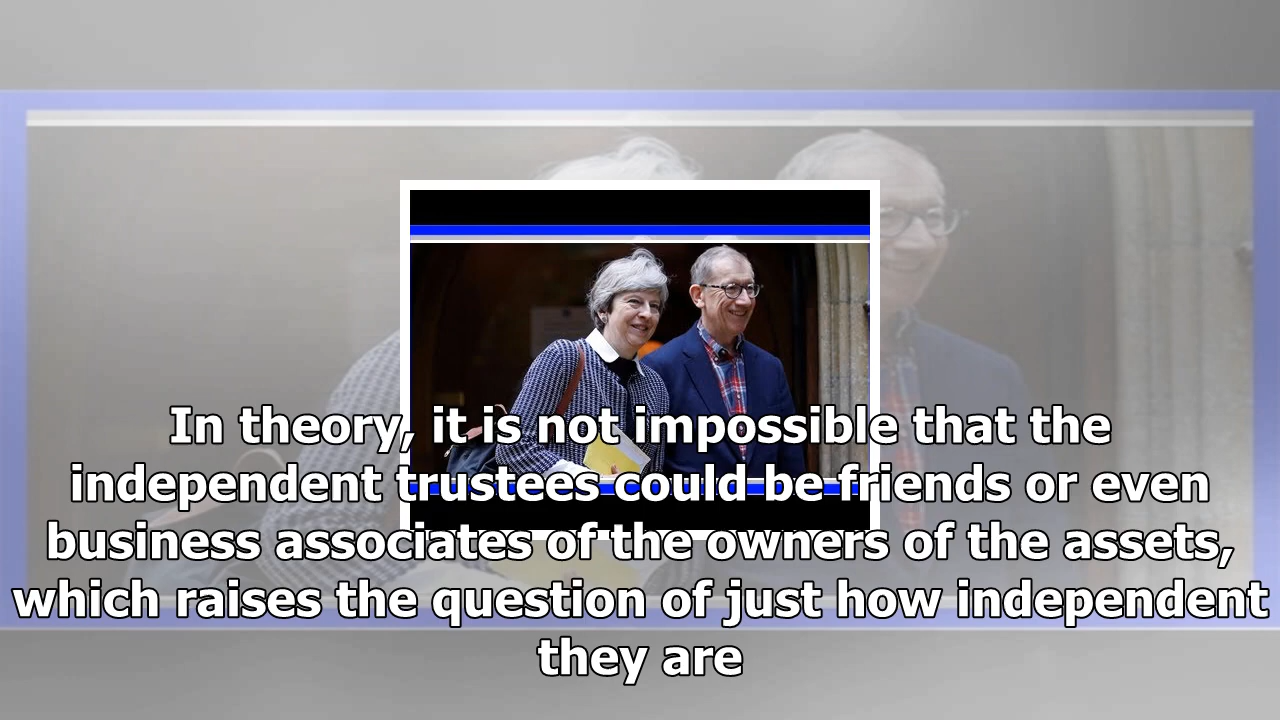 In theory, it is not impossible that the
independent trustees could be friends or even
business associates of the owners of the assets,
which raises the question of just how independent
they are